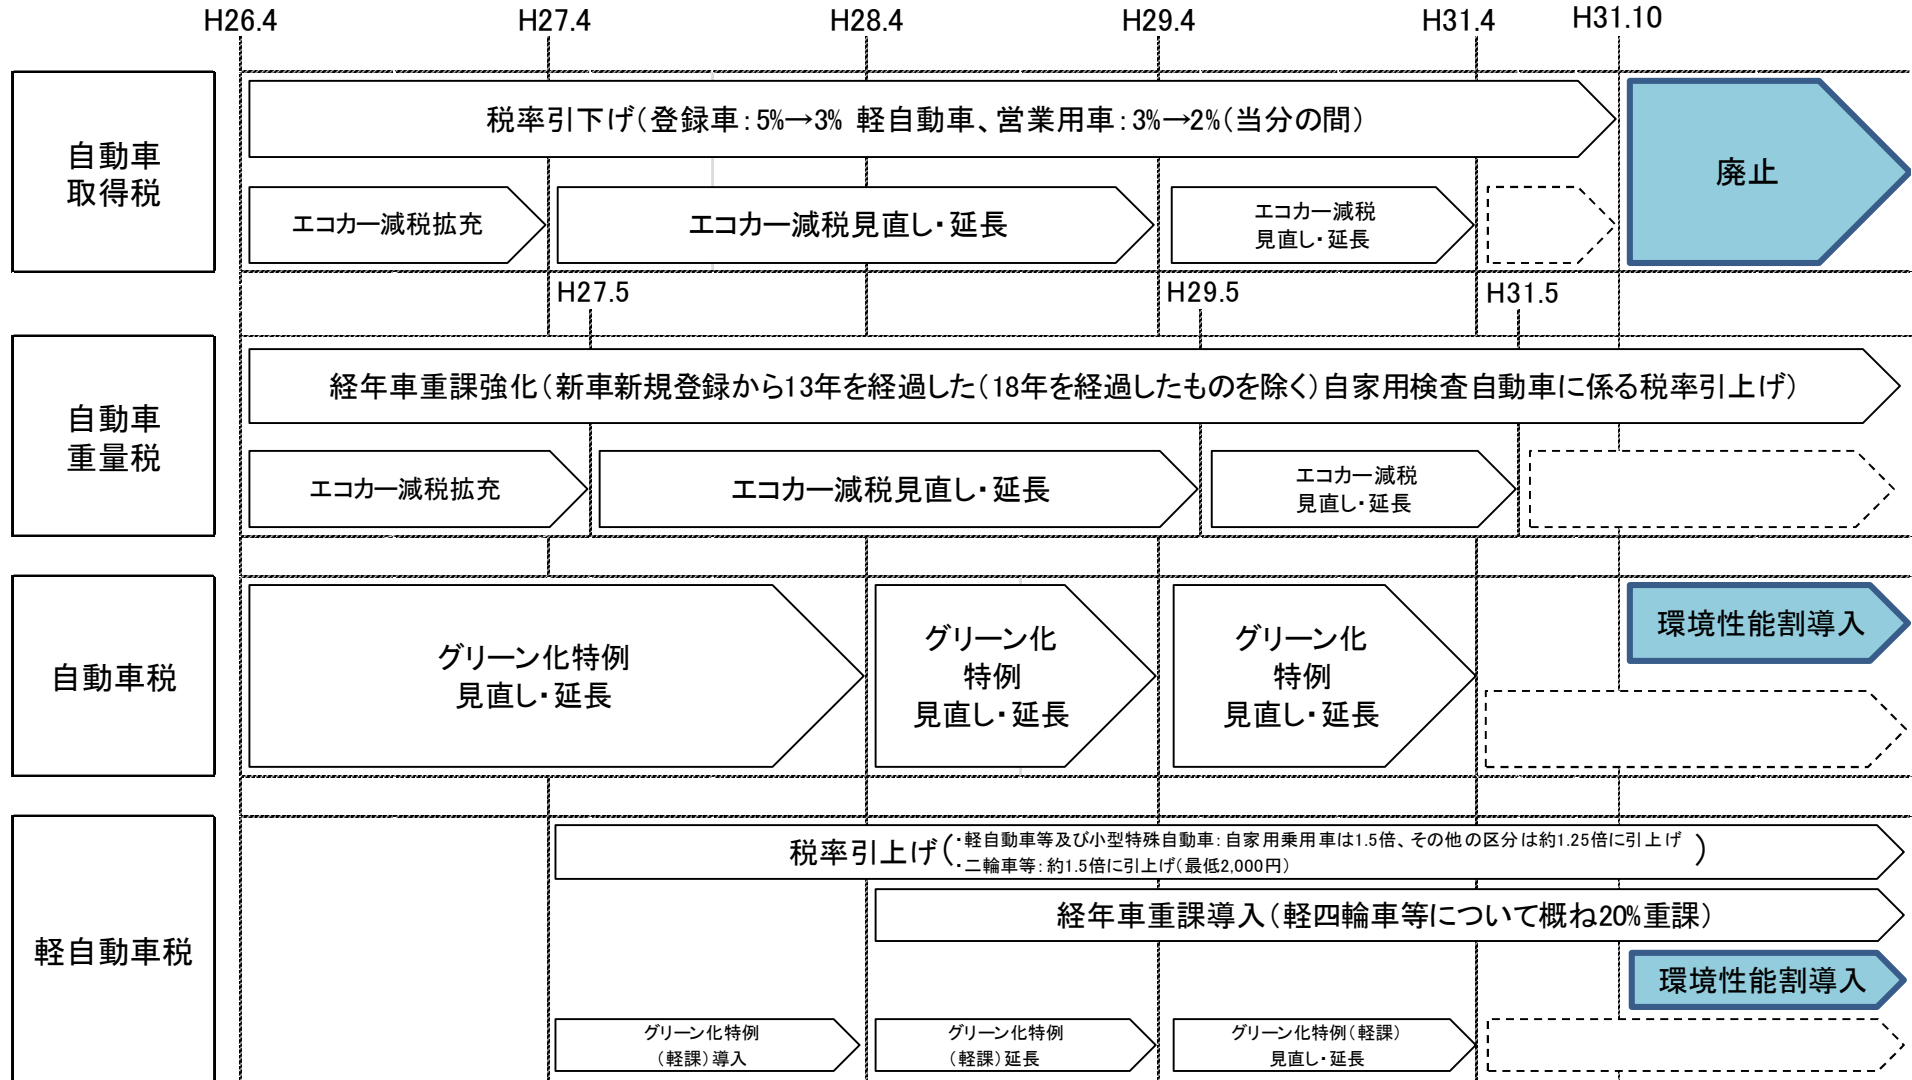 H26.4
H27.4
H28.4
H29.4
H31.4
H31.10
自動車
取得税
税率引下げ(登録車:5%→3% 軽自動車、営業用車:3%→2%(当分の間)
廃止
エコカー減税拡充
エコカー減税見直し・延長
エコカー減税
見直し・延長
H27.5
H29.5
H31.5
自動車
重量税
経年車重課強化(新車新規登録から13年を経過した(18年を経過したものを除く)自家用検査自動車に係る税率引上げ)
エコカー減税拡充
エコカー減税見直し・延長
エコカー減税
見直し・延長
自動車税
グリーン化特例
見直し・延長
グリーン化
特例
見直し・延長
グリーン化
特例
見直し・延長
環境性能割導入
軽自動車税
税率引上げ(・軽自動車等及び小型特殊自動車:自家用乗用車は1.5倍、その他の区分は約1.25倍に引上げ
・二輪車等:約1.5倍に引上げ(最低2,000円))
経年車重課導入(軽四輪車等について概ね20%重課)
環境性能割導入
グリーン化特例
(軽課)導入
グリーン化特例
(軽課)延長
グリーン化特例(軽課)
見直し・延長